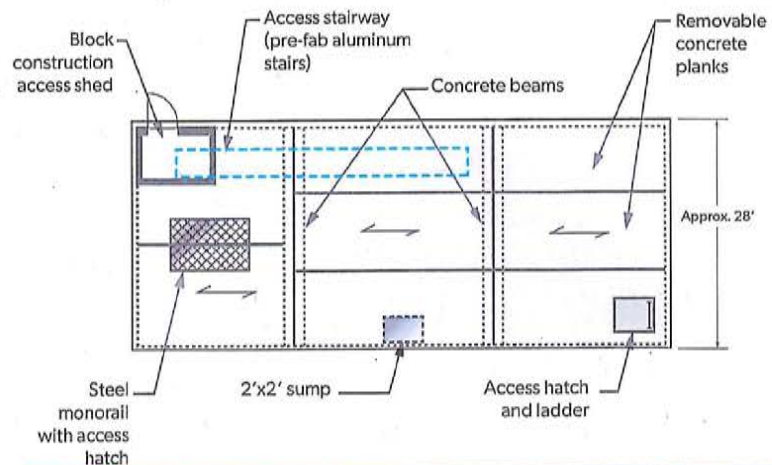 Block
construction
access shed
Access stairway
(pre-fab aluminum
stairs)
Concrete beams
Removable
concrete
planks
Approx. 28'
Steel
monorail
with access
hatch
2'x2' sump
Access hatch
and ladder